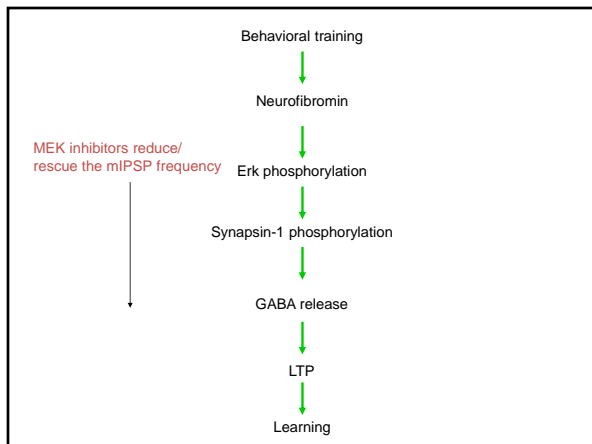 Behavioral training
Neurofibromin
MEK inhibitors reduce/
rescue the mIPSP frequency
Erk phosphorylation
Synapsin-1 phosphorylation
GABA release
LTP
Learning